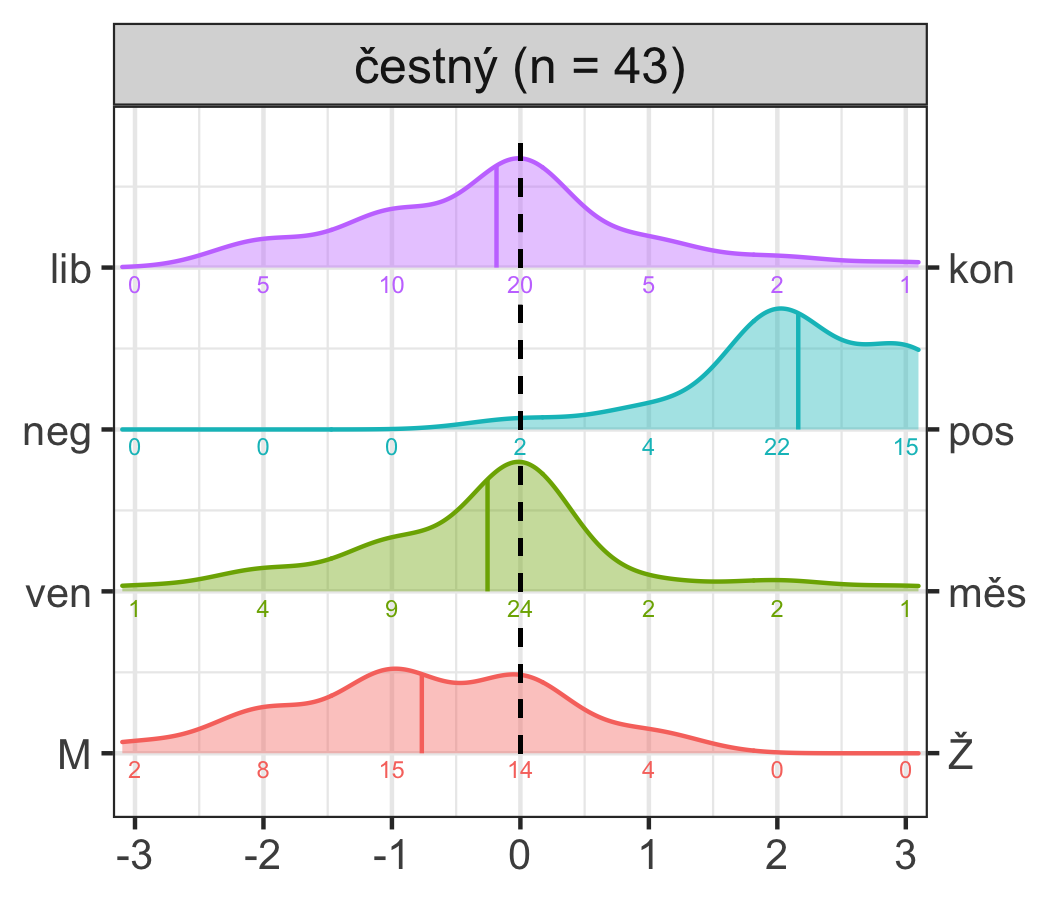 čestný (n = 43)
lib kon
0 5 10 20 5 2 1
neg pos
0 0 0 2 4 22 15
ven měs
1 4 9 24 2 2 1
M Ž
2 8 15 14 4 0 0
-3 -2 -1 0 1 2 3